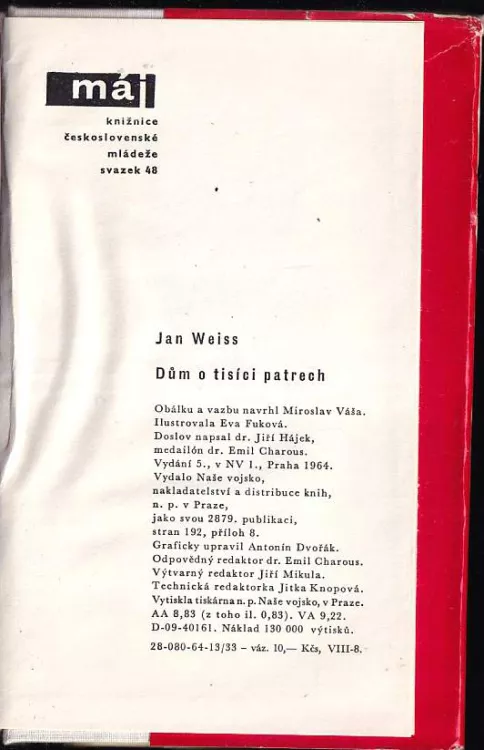 máj
knižnice
československé
mládeže
svazek 48
Jan Weiss
Dům o tisíci patrech
Obálku a vazbu navrhl Miroslav Váša.
Ilustrovala Eva Fuková.
Doslov napsal dr. Jiří Hájek,
medailón dr. Emil Charous.
Vydání 5., v NV 1., Praha 1964.
Vydalo Naše vojsko,
nakladatelství a distribuce knih,
n. p. v Praze,
jako svou 2879. publikaci,
stran 192, příloh 8.
Graficky upravil Antonín Dvořák.
Odpovědný redaktor dr. Emil Charous.
Výtvarný redaktor Jiří Mikula.
Technická redaktorka Jitka Knopová.
Vytiskla tiskárna n. p. Naše vojsko, v Praze.
AA 8,83 (z toho il. 0,83). VA 9,22.
D-09-40161. Náklad 130 000 výtisků.
28-080-64-13/33 – váz. 10,— Kčs, VIII-8.